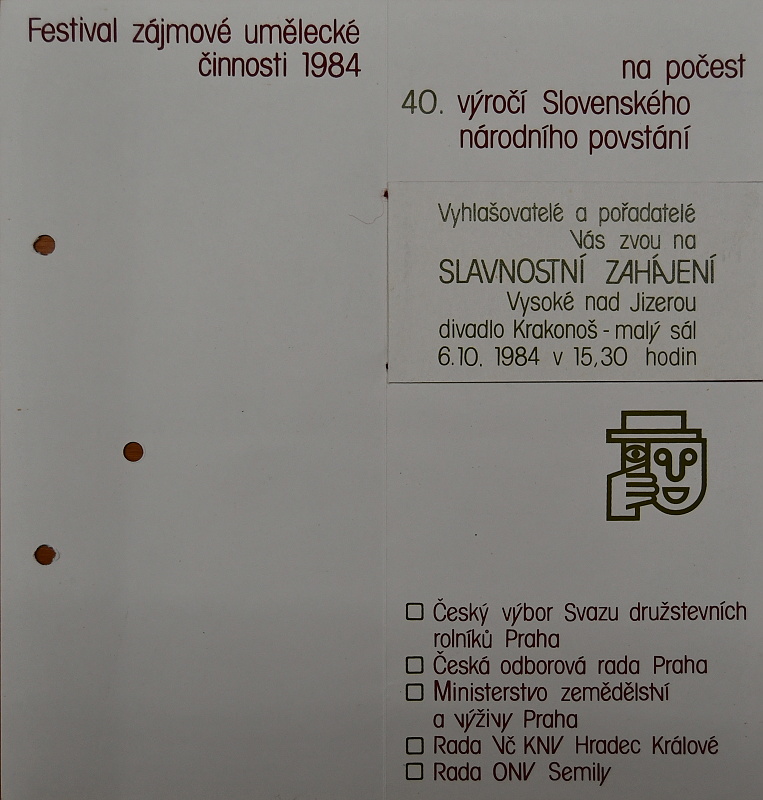 Festival zájmové umělecké
činnosti 1984
na počest
40. výročí Slovenského
národního povstání
Vyhlašovatelé a pořadatelé
Vás zvou na
SLAVNOSTNÍ ZAHÁJENÍ
Vysoké nad Jizerou
divadlo Krakonoš - malý sál
6.10. 1984 v 15,30 hodin
Český výbor Svazu družstevních
rolníků Praha
Česká odborová rada Praha
Ministerstvo zemědělství
a výživy Praha
Rada Vč KNV Hradec Králové
Rada ONV Semily